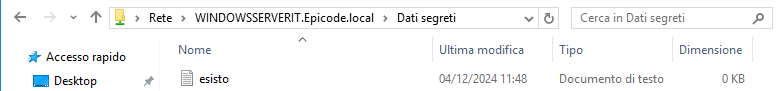 Rete > WINDOWSSERVERIT.Epicode.local > Dati segreti
Cerca in Dati segreti
Accesso rapido
Desktop
Nome Ultima modifica Tipo Dimensione
esisto 04/12/2024 11:48 Documento di testo 0 KB